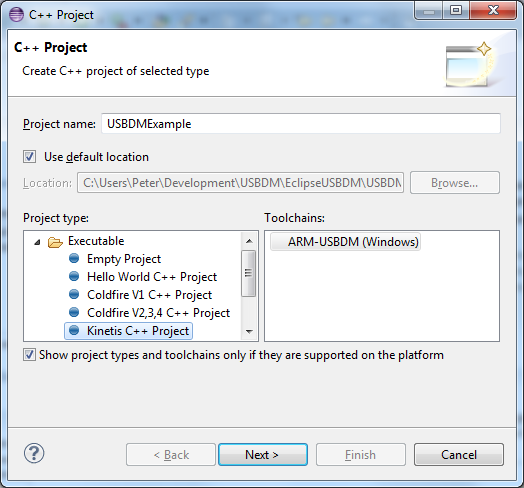 C++ Project
C++ Project
Create C++ project of selected type
Project name: USBDMExample
Use default location
Location: C:\Users\Peter\Development\USBDM\EclipseUSBDM\USBDM Browse...
Project type: Toolchains:
Executable
Empty Project
Hello World C++ Project
Coldfire V1 C++ Project
Coldfire V2,3,4 C++ Project
Kinetis C++ Project
ARM-USBDM (Windows)
Show project types and toolchains only if they are supported on the platform
? < Back Next > Finish Cancel